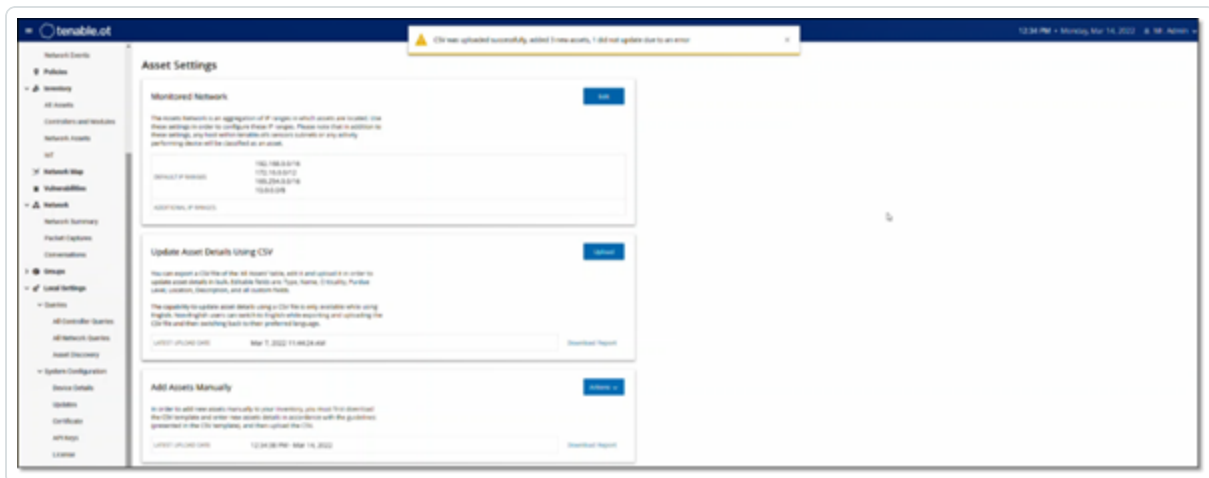 tenable.ot
CSV was uploaded successfully, added 3 new assets, 1 did not update due to an error
12:34 PM • Monday, Mar 14, 2022
Mr. Admin
Network Events
Policies
Inventory
All Assets
Controllers and Modules
Network Assets
IoT
Network Map
Vulnerabilities
Network
Network Summary
Packet Captures
Conversations
Groups
Local Settings
Queries
All Controller Queries
All Network Queries
Asset Discovery
System Configuration
Device Details
Updates
Certificate
API Keys
License
Asset Settings
Monitored Network
Edit
The Assets Network is an aggregation of IP ranges in which assets are located. Use
these settings in order to configure these IP ranges. Please note that in addition to
these settings, any host within tenable.ot's sensors subnets or any activity
performing device will be classified as an asset.
DEFAULT IP RANGES
192.168.0.0/16
172.16.0.0/12
169.254.0.0/16
10.0.0.0/8
ADDITIONAL IP RANGES
Update Asset Details Using CSV
Upload
You can export a CSV file of the 'All Assets' table, edit it and upload it in order to
update asset details in bulk. Editable fields are: Type, Name, Criticality, Purdue
Level, Location, Description, and all custom fields.
The capability to update asset details using a CSV file is only available while using
English. Non-English users can switch to English while exporting and uploading the
CSV file and then switching back to their preferred language.
LATEST UPLOAD DATE
Mar 7, 2022 11:44:24 AM
Download Report
Add Assets Manually
Actions
In order to add new assets manually to your inventory, you must first download
the CSV template and enter new assets details in accordance with the guidelines
(presented in the CSV template), and then upload the CSV.
LATEST UPLOAD DATE
12:34:36 PM · Mar 14, 2022
Download Report